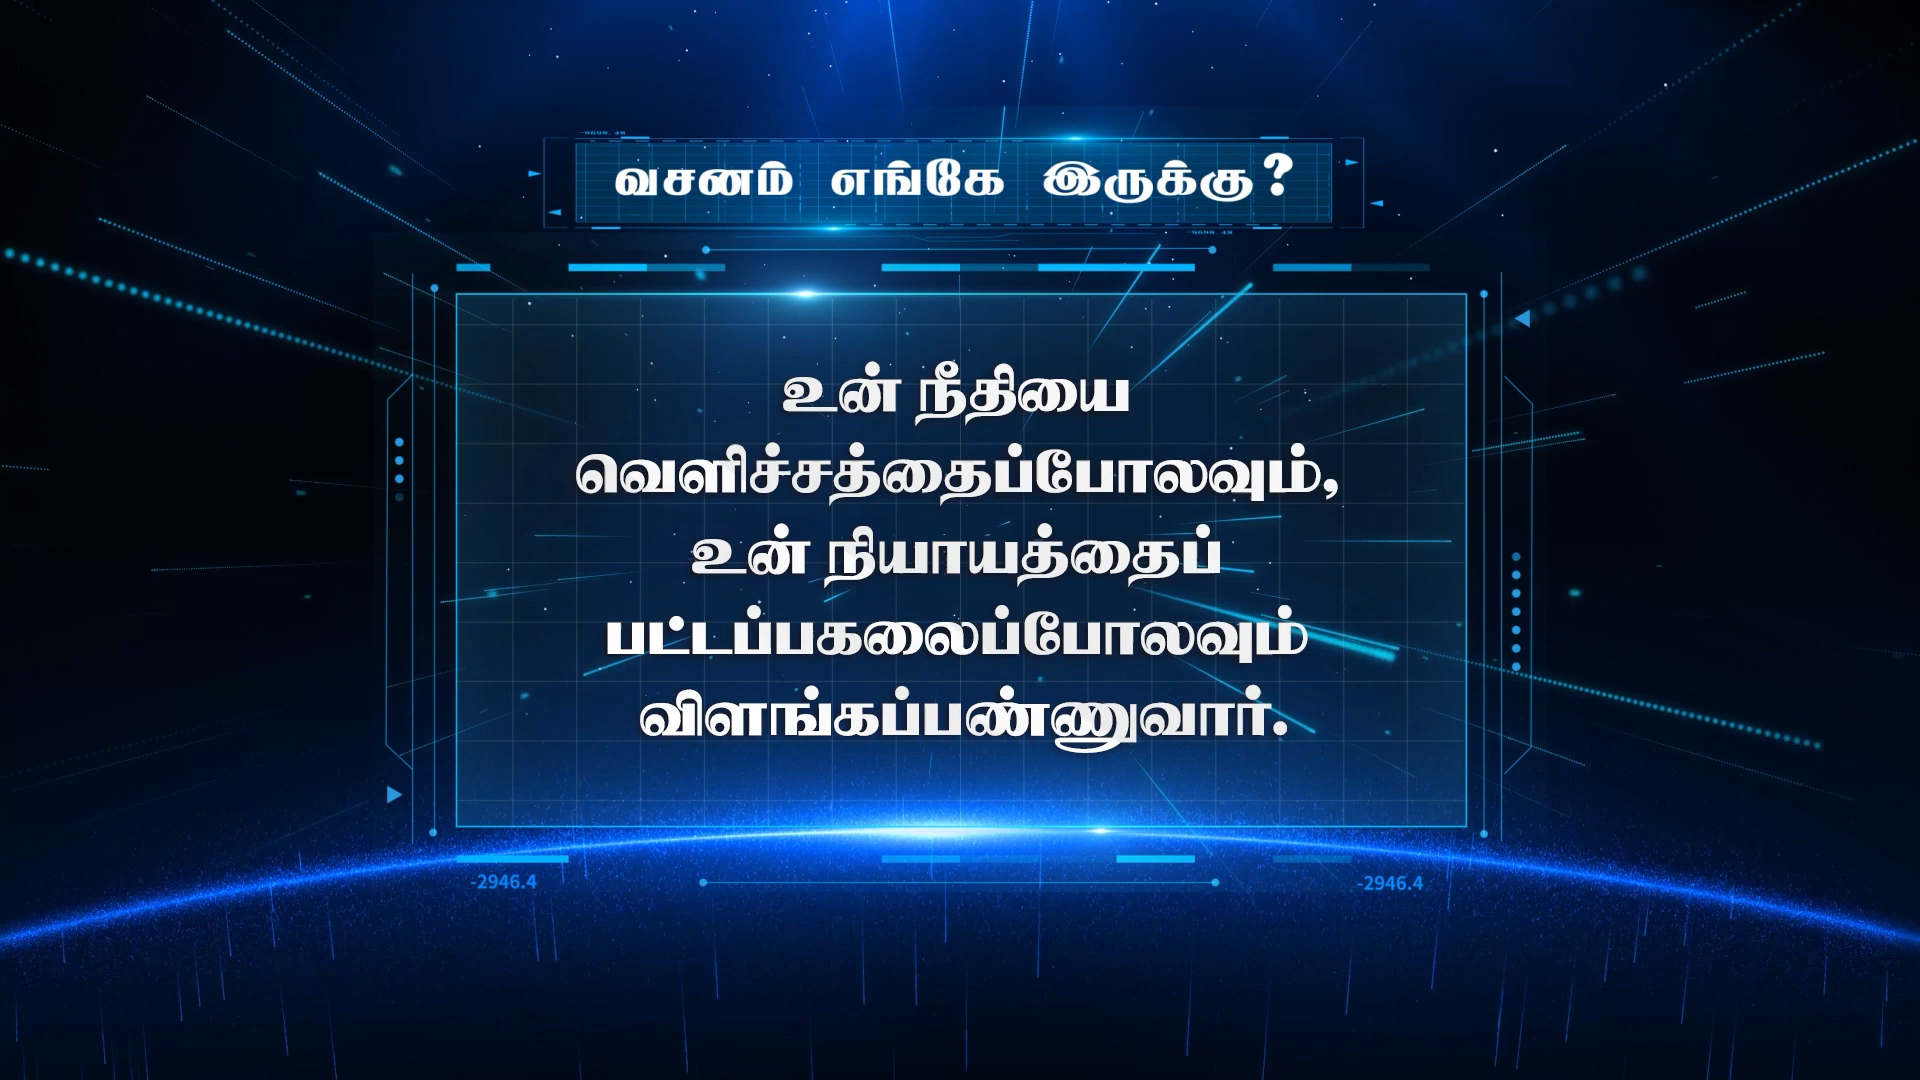 வசனம் எங்கே இருக்கு?
உன் நீதியை
வெளிச்சத்தைப்போலவும்,
உன் நியாயத்தைப்
பட்டப்பகலைப்போலவும்
விளங்கப்பண்ணுவார்.
-2946.4
-2946.4